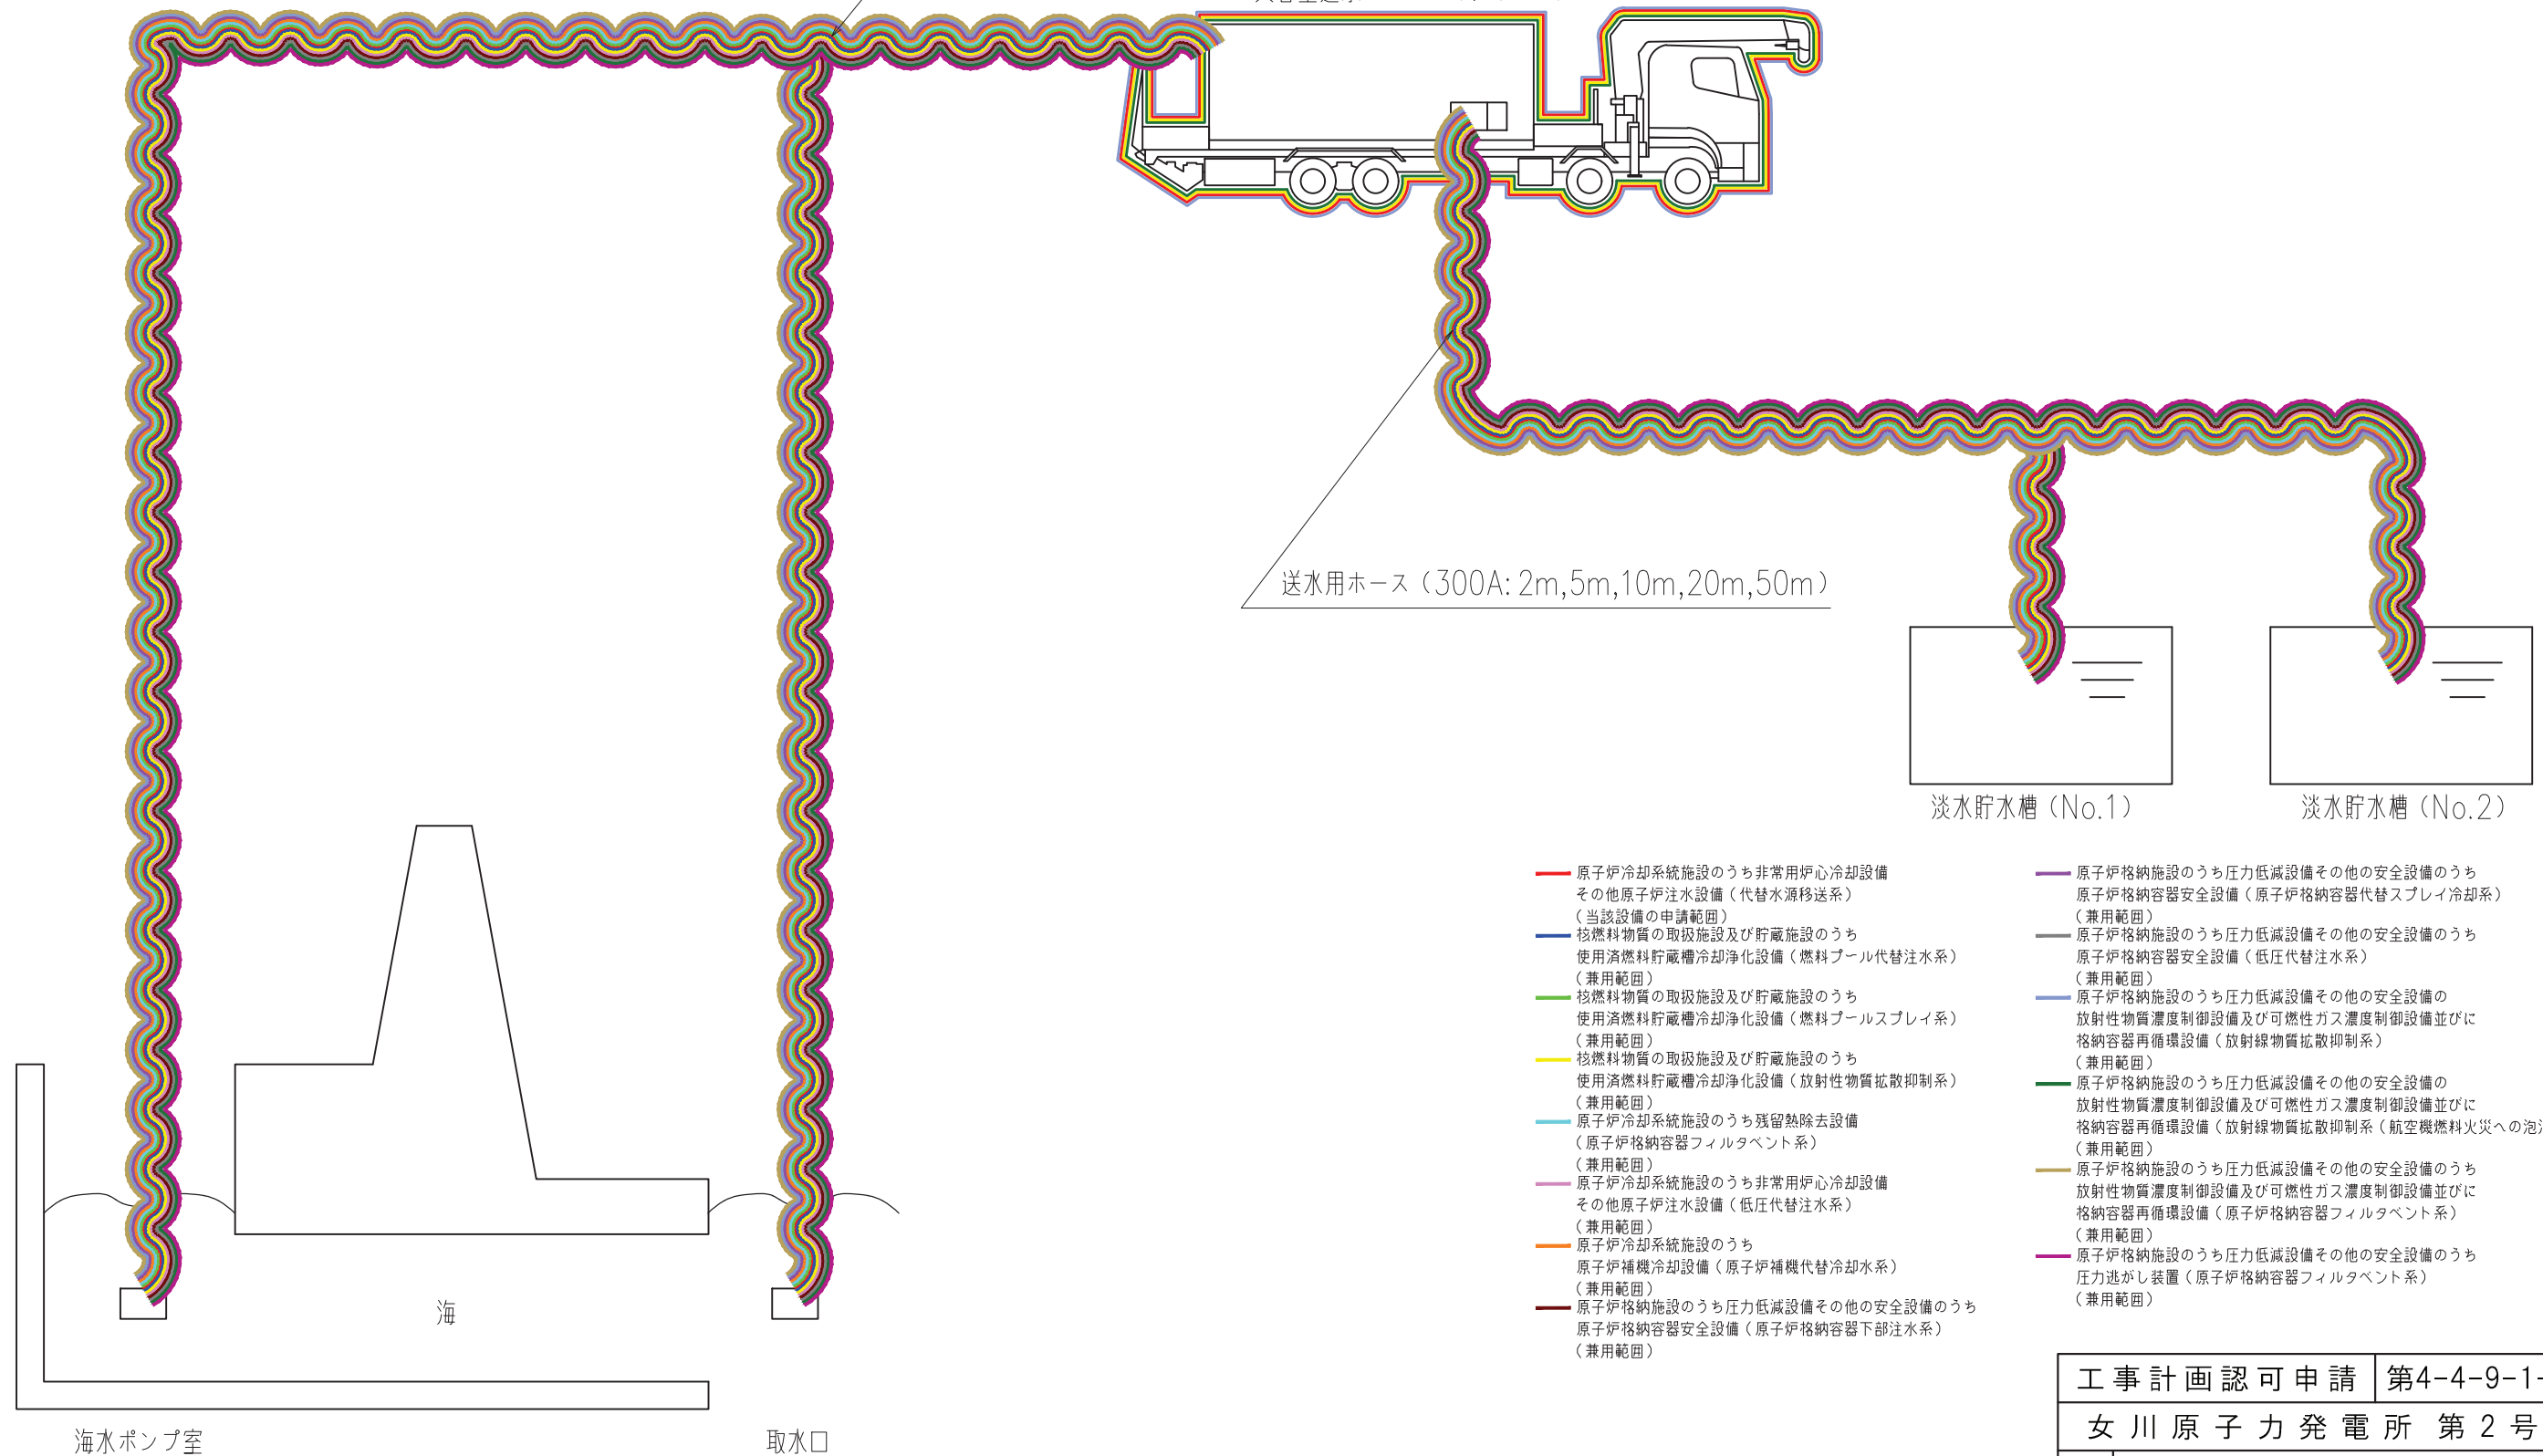 送水用ホース（300A: 2m,5m,10m,20m,50m）
淡水貯水槽（No.1）
淡水貯水槽（No.2）
原子炉冷却系統施設のうち非常用炉心冷却設備
その他原子炉注水設備（代替水源移送系）
（当該設備の申請範囲）
核燃料物質の取扱施設及び貯蔵施設のうち
使用済燃料貯蔵槽冷却浄化設備（燃料プール代替注水系）
（兼用範囲）
核燃料物質の取扱施設及び貯蔵施設のうち
使用済燃料貯蔵槽冷却浄化設備（燃料プールスプレイ系）
（兼用範囲）
核燃料物質の取扱施設及び貯蔵施設のうち
使用済燃料貯蔵槽冷却浄化設備（放射性物質拡散抑制系）
（兼用範囲）
原子炉冷却系統施設のうち残留熱除去設備
（原子炉格納容器フィルタベント系）
（兼用範囲）
原子炉冷却系統施設のうち非常用炉心冷却設備
その他原子炉注水設備（低圧代替注水系）
（兼用範囲）
原子炉冷却系統施設のうち
原子炉補機冷却設備（原子炉補機代替冷却水系）
（兼用範囲）
原子炉格納施設のうち圧力低減設備その他の安全設備のうち
原子炉格納容器安全設備（原子炉格納容器下部注水系）
（兼用範囲）
原子炉格納施設のうち圧力低減設備その他の安全設備のうち
原子炉格納容器安全設備（原子炉格納容器代替スプレイ冷却系）
（兼用範囲）
原子炉格納施設のうち圧力低減設備その他の安全設備のうち
原子炉格納容器安全設備（低圧代替注水系）
（兼用範囲）
原子炉格納施設のうち圧力低減設備その他の安全設備の
放射性物質濃度制御設備及び可燃性ガス濃度制御設備並びに
格納容器再循環設備（放射線物質拡散抑制系）
（兼用範囲）
原子炉格納施設のうち圧力低減設備その他の安全設備の
放射性物質濃度制御設備及び可燃性ガス濃度制御設備並びに
格納容器再循環設備（放射線物質拡散抑制系（航空機燃料火災への泡
（兼用範囲）
原子炉格納施設のうち圧力低減設備その他の安全設備のうち
放射性物質濃度制御設備及び可燃性ガス濃度制御設備並びに
格納容器再循環設備（原子炉格納容器フィルタベント系）
（兼用範囲）
原子炉格納施設のうち圧力低減設備その他の安全設備のうち
圧力逃がし装置（原子炉格納容器フィルタベント系）
（兼用範囲）
海
海水ポンプ室
取水口
工事計画認可申請 第4-4-9-1-
女川原子力発電所 第2号